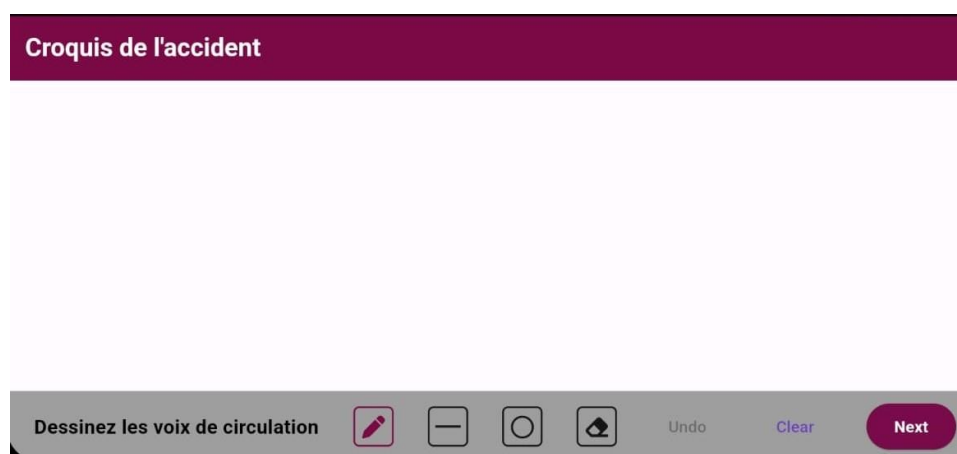 Croquis de l'accident
Dessinez les voix de circulation Undo Clear Next